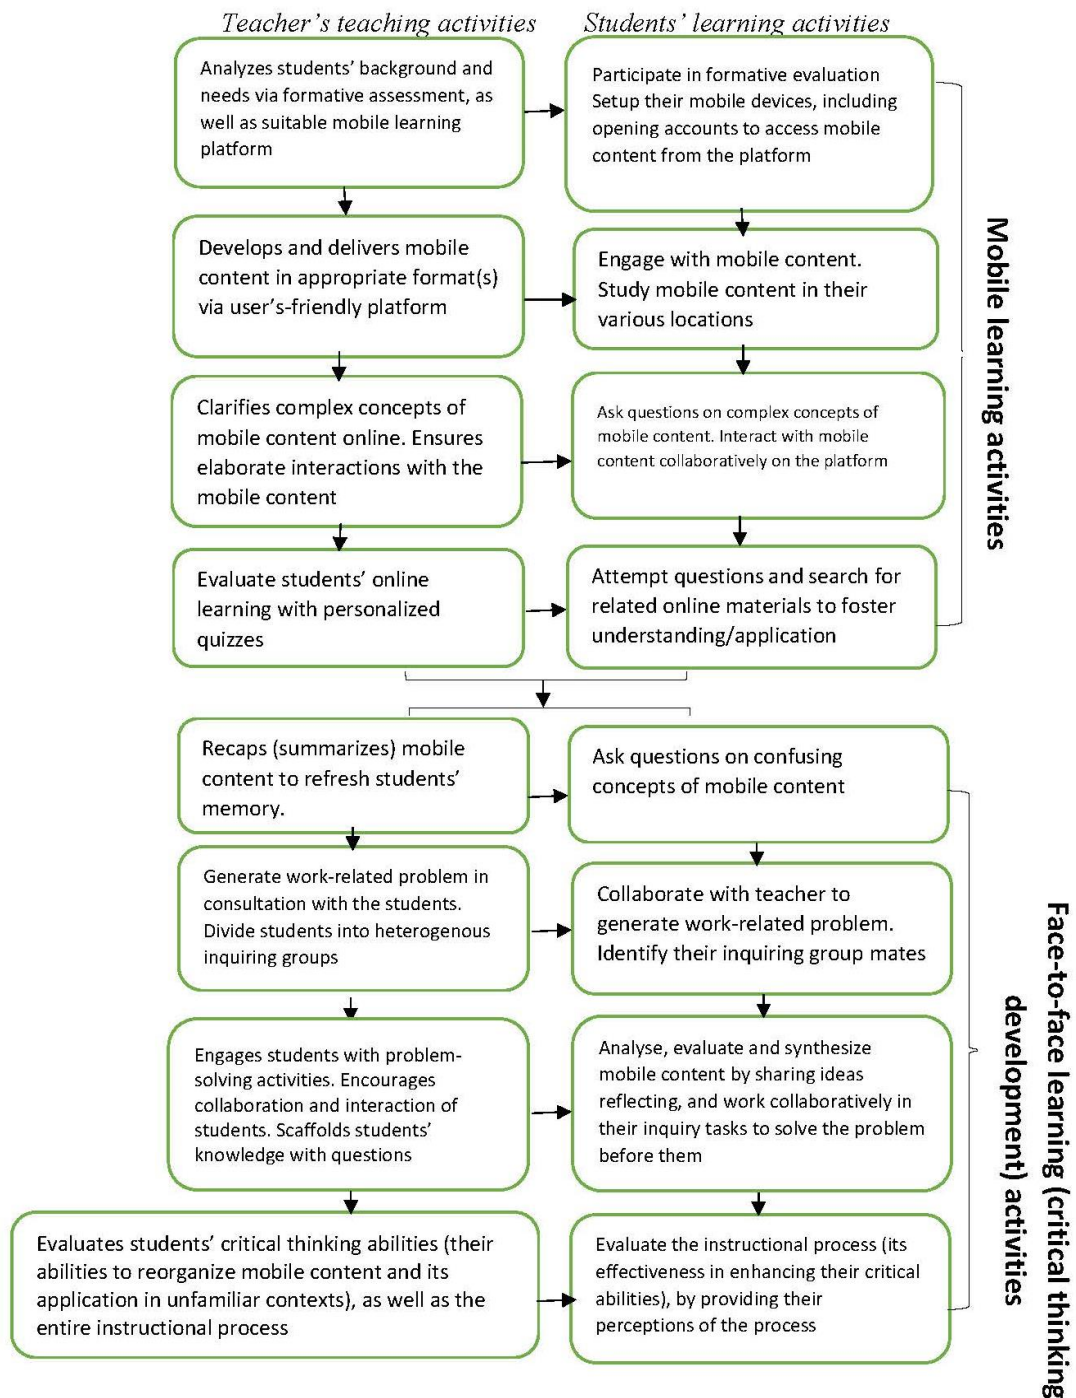 Teacher’s teaching activities
Students’ learning activities
Analyzes students’ background and
needs via formative assessment, as
well as suitable mobile learning
platform
Participate in formative evaluation
Setup their mobile devices, including
opening accounts to access mobile
content from the platform
Develops and delivers mobile
content in appropriate format(s)
via user’s-friendly platform
Engage with mobile content.
Study mobile content in their
various locations
Clarifies complex concepts of
mobile content online. Ensures
elaborate interactions with the
mobile content
Ask questions on complex concepts of
mobile content. Interact with mobile
content collaboratively on the platform
Evaluate students’ online
learning with personalized
quizzes
Attempt questions and search for
related online materials to foster
understanding/application
Mobile learning activities
Recaps (summarizes) mobile
content to refresh students’
memory.
Ask questions on confusing
concepts of mobile content
Generate work-related problem in
consultation with the students.
Divide students into heterogenous
inquiring groups
Collaborate with teacher to
generate work-related problem.
Identify their inquiring group mates
Engages students with problem-
solving activities. Encourages
collaboration and interaction of
students. Scaffolds students’
knowledge with questions
Analyse, evaluate and synthesize
mobile content by sharing ideas
reflecting, and work collaboratively in
their inquiry tasks to solve the problem
before them
Evaluates students’ critical thinking abilities (their
abilities to reorganize mobile content and its
application in unfamiliar contexts), as well as the
entire instructional process
Evaluate the instructional process (its
effectiveness in enhancing their critical
abilities), by providing their
perceptions of the process
Face-to-face learning (critical thinking
development) activities